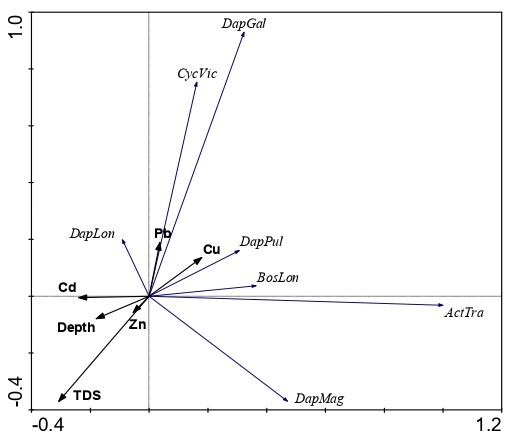 1.0
DapGal
CycVic
DapLon
Pb
Cu
DapPul
Cd
BosLon
Depth
Zn
ActTra
TDS
DapMag
-0.4
-0.4
1.2